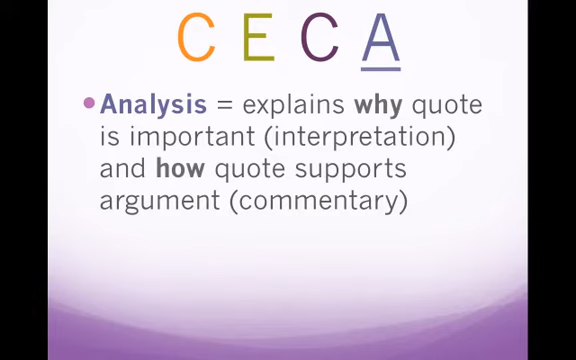 C E C A
• Analysis = explains why quote
is important (interpretation)
and how quote supports
argument (commentary)